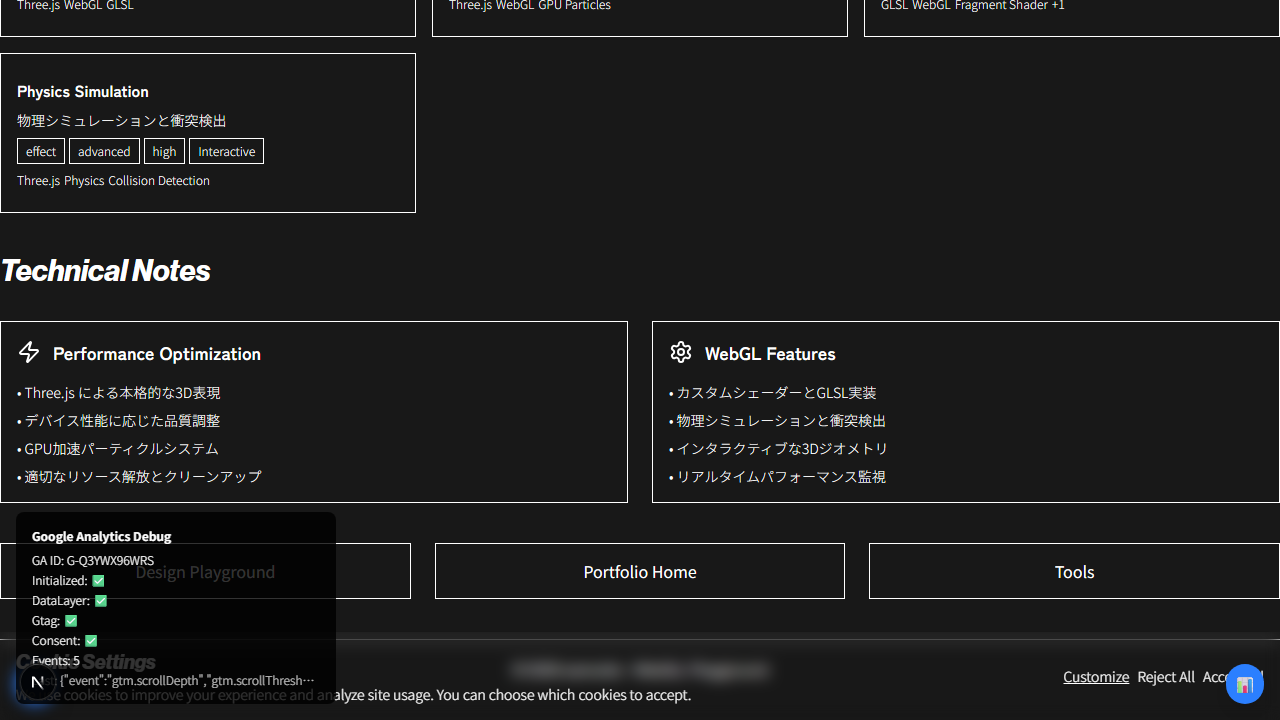 Three.js WebGL GLSL
Three.js WebGL GPU Particles
GLSL WebGL Fragment Shader +1
Physics Simulation
物理シミュレーションと衝突検出
effect advanced high Interactive
Three.js Physics Collision Detection
Technical Notes
Performance Optimization
• Three.js による本格的な3D表現
• デバイス性能に応じた品質調整
• GPU加速パーティクルシステム
• 適切なリソース解放とクリーンアップ
WebGL Features
• カスタムシェーダーとGLSL実装
• 物理シミュレーションと衝突検出
• インタラクティブな3Dジオメトリ
• リアルタイムパフォーマンス監視
Google Analytics Debug
GA ID: G-Q3YWX96WRS
Initialized: ✅
DataLayer: ✅
Gtag: ✅
Consent: ✅
Events: 5
{"event":"gtm.scrollDepth","gtm.scrollThresh…
Design Playground
Portfolio Home
Tools
Cookie Settings
use cookies to improve your experience and analyze site usage. You can choose which cookies to accept.
Customize Reject All
N